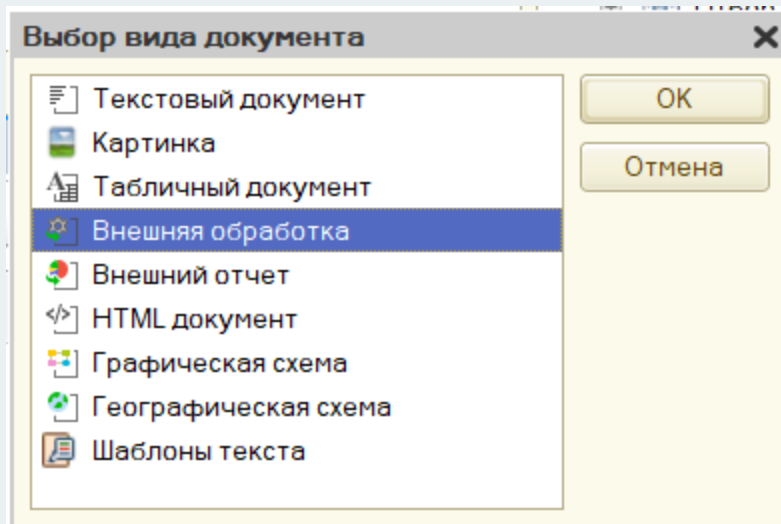 Выбор вида документа
Текстовый документ
OK
Картинка
Отмена
Табличный документ
Внешняя обработка
Внешний отчет
HTML документ
Графическая схема
Географическая схема
Шаблоны текста